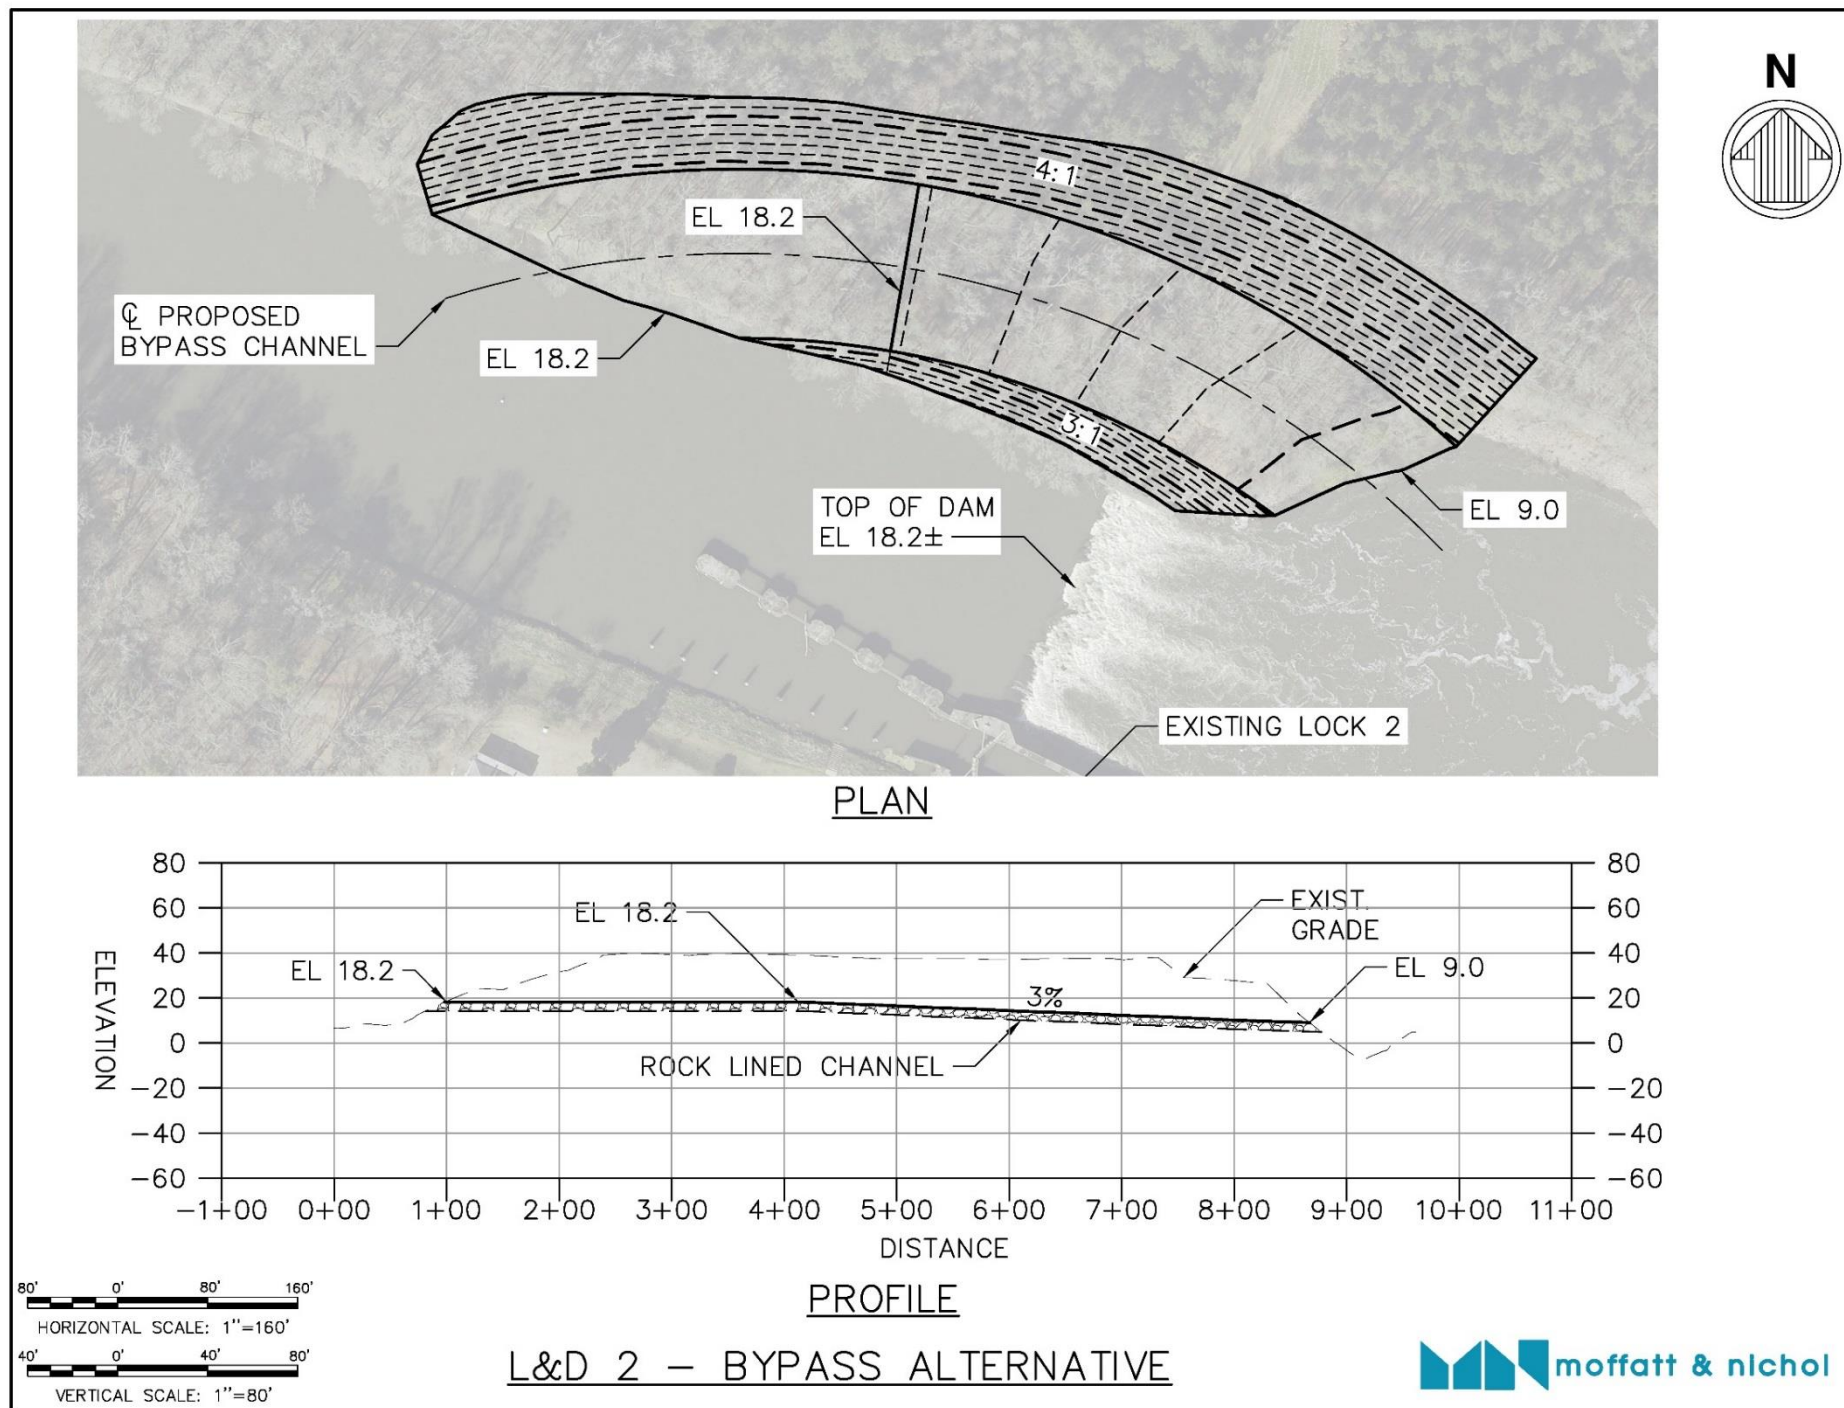 N
4:1
EL 18.2
℄ PROPOSED
BYPASS CHANNEL
EL 18.2
3:1
TOP OF DAM
EL 18.2±
EL 9.0
EXISTING LOCK 2
PLAN
80 80
60 60
40 40
20 20
0 0
-20 -20
-40 -40
-60 -60
ELEVATION
EL 18.2
EL 18.2
EXIST.
GRADE
EL 9.0
3%
ROCK LINED CHANNEL
-1+00 0+00 1+00 2+00 3+00 4+00 5+00 6+00 7+00 8+00 9+00 10+00 11+00
DISTANCE
PROFILE
80' 0' 80' 160'
HORIZONTAL SCALE: 1"=160'
40' 0' 40' 80'
VERTICAL SCALE: 1"=80'
L&D 2 - BYPASS ALTERNATIVE
moffatt & nichol